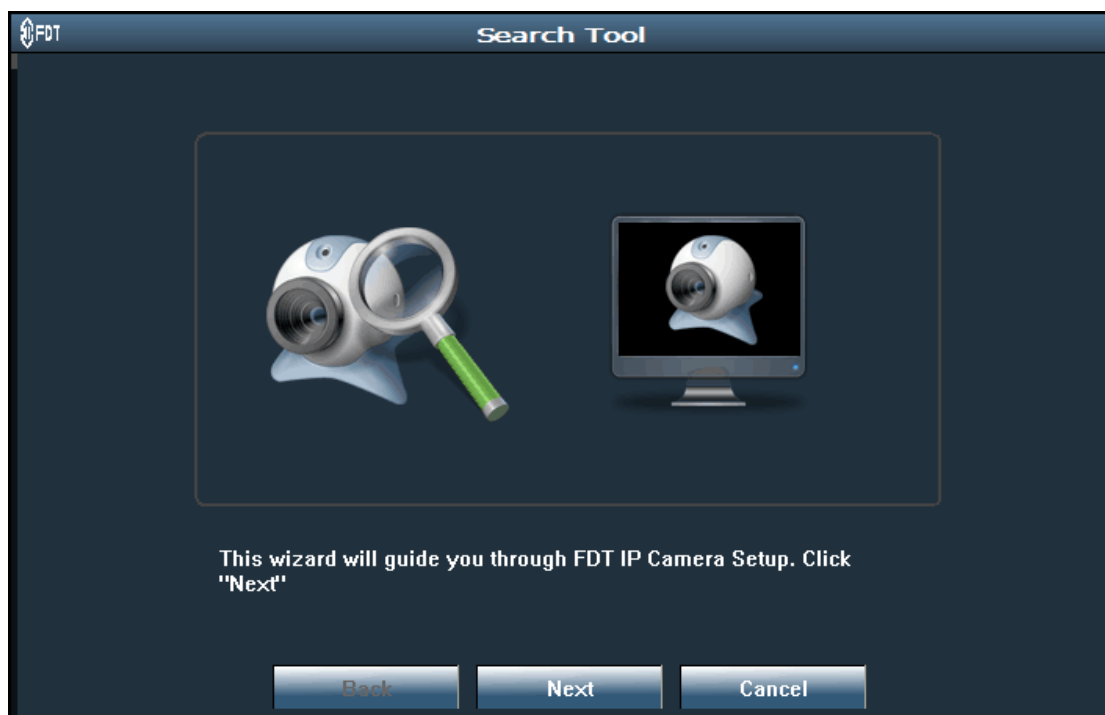 FDT
Search Tool
This wizard will guide you through FDT IP Camera Setup. Click
"Next"
Back
Next
Cancel